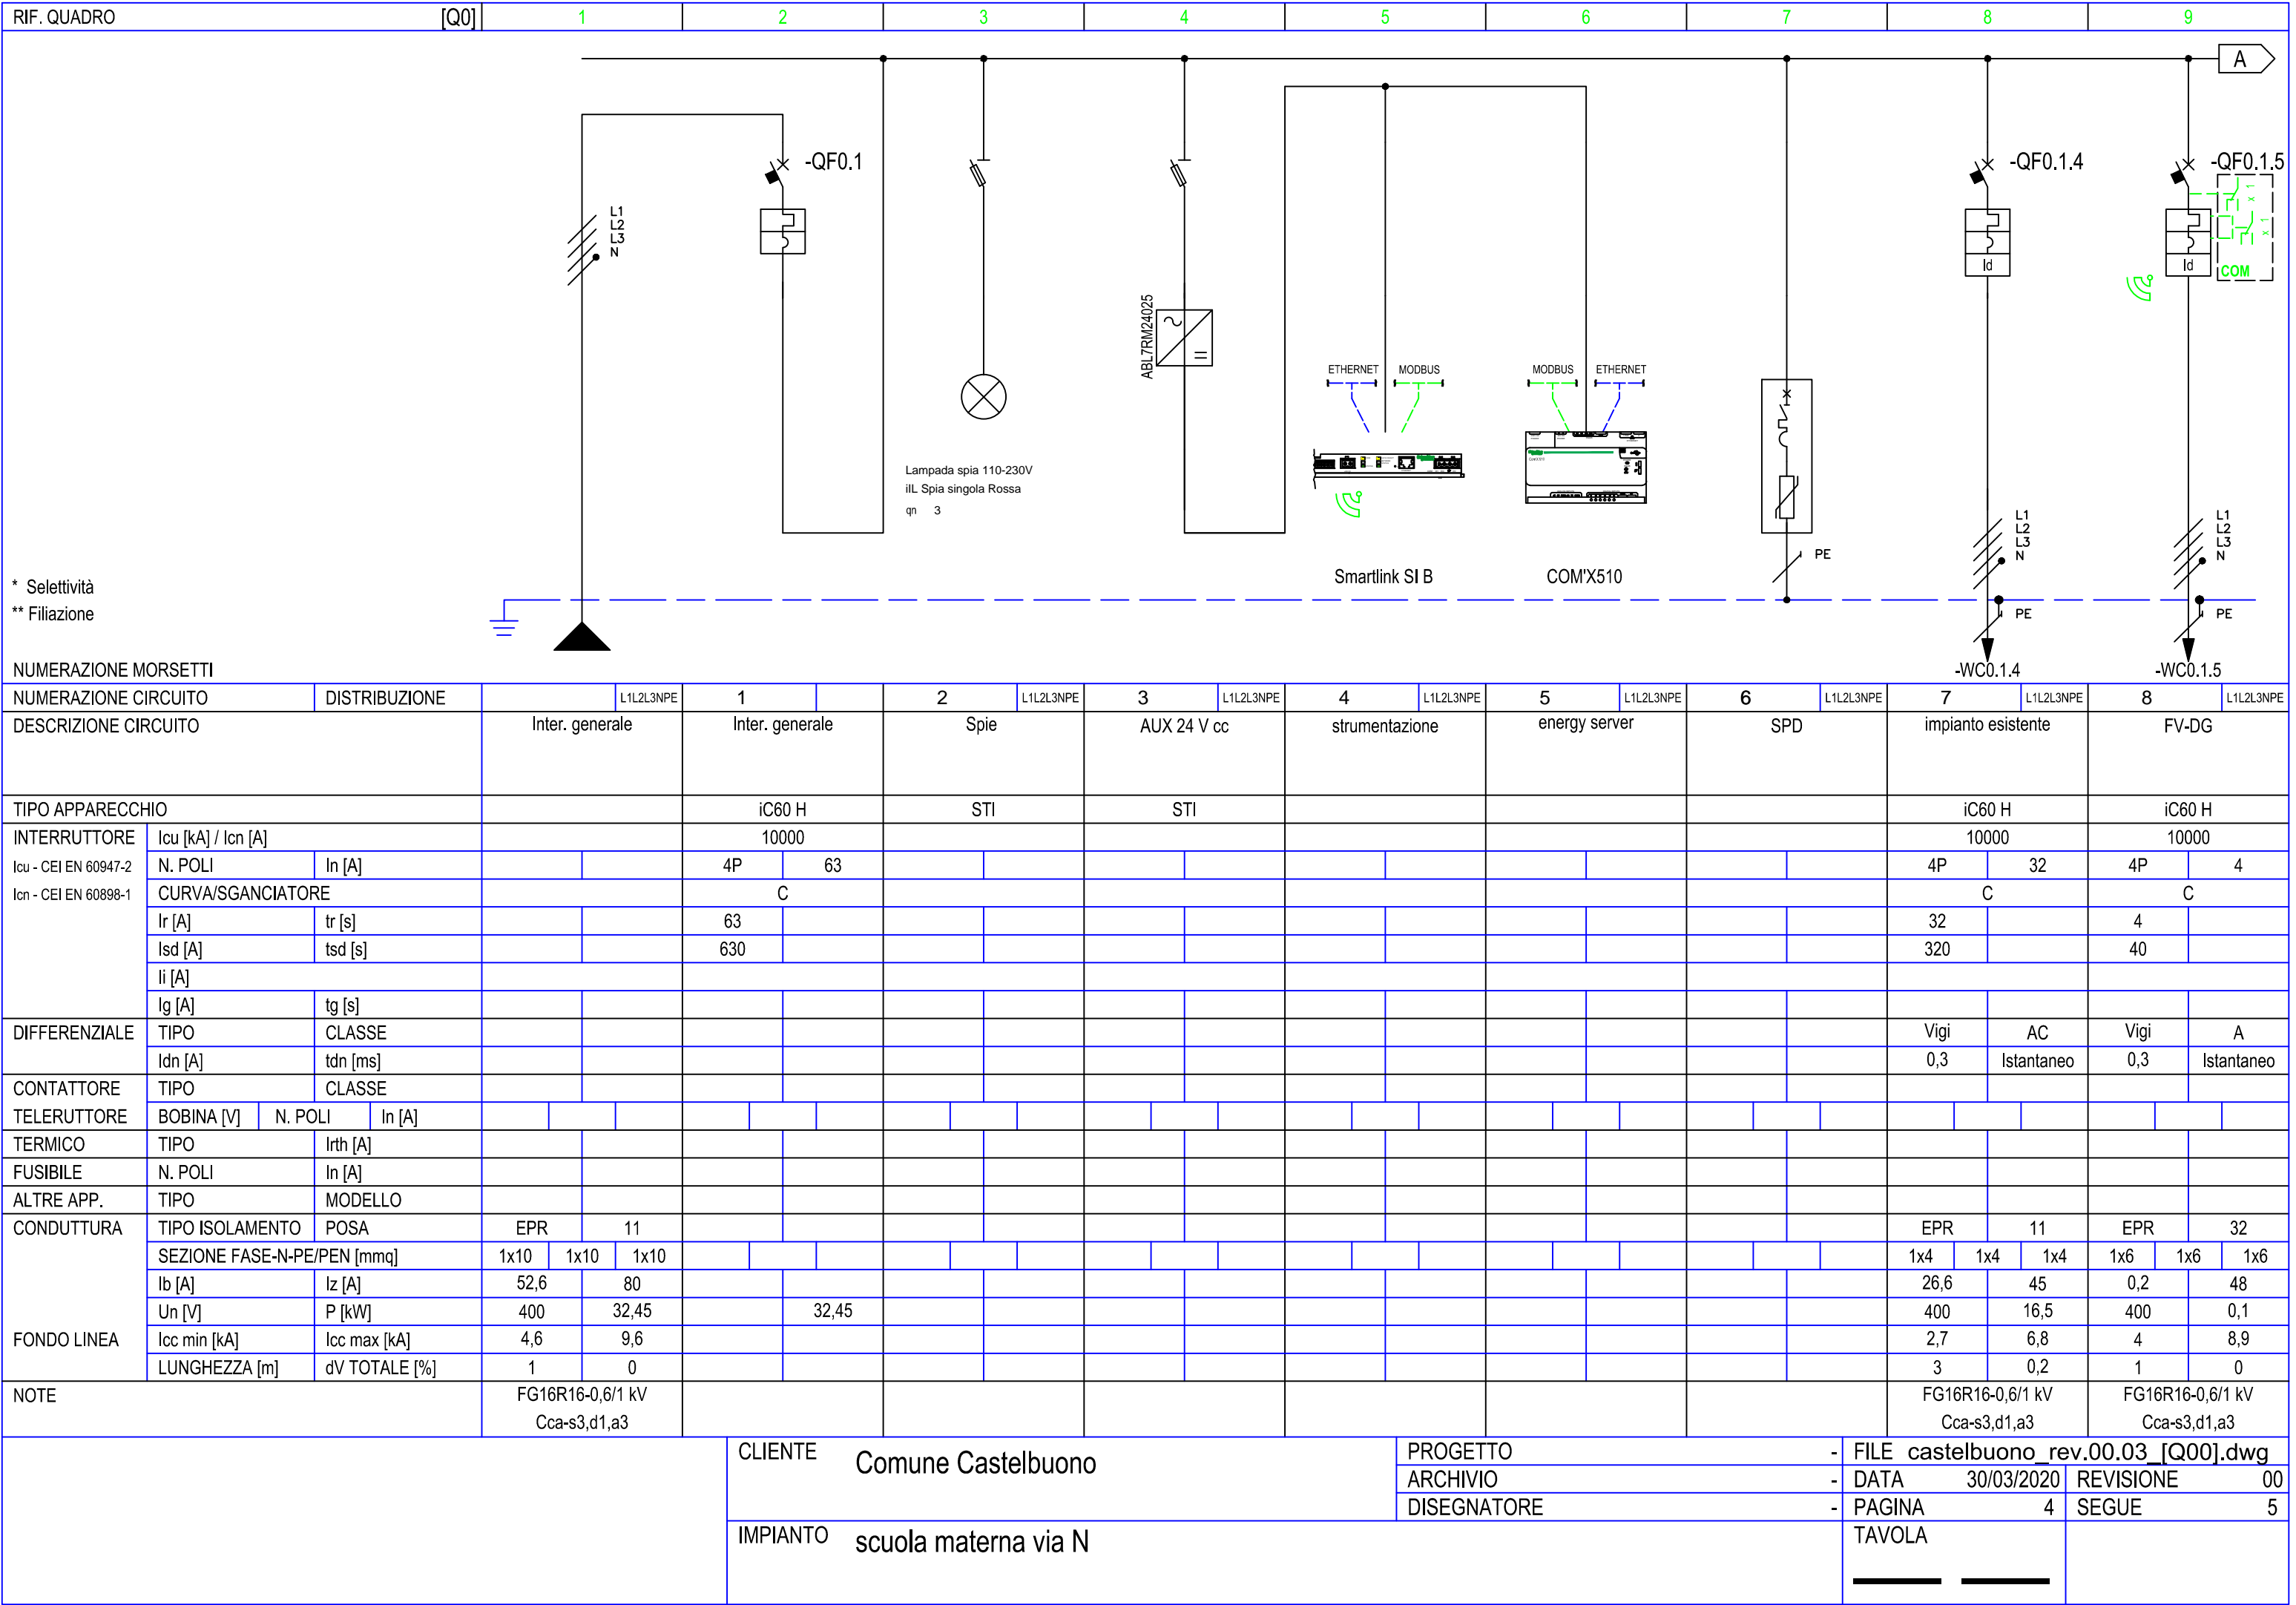 RIF. QUADRO [Q0] 1 2 3 4 5 6 7 8 9
A
-QF0.1 -QF0.1.4 -QF0.1.5
x 1
x 1
L1
L2
L3
N
Id Id COM
ABL7RM24025
ETHERNET MODBUS MODBUS ETHERNET
Lampada spia 110-230V
iIL Spia singola Rossa
qn 3
L1
L2
L3
N
L1
L2
L3
N
PE
Smartlink SI B COM'X510
* Selettività
** Filiazione
PE PE
NUMERAZIONE MORSETTI -WC0.1.4 -WC0.1.5
NUMERAZIONE CIRCUITO DISTRIBUZIONE L1L2L3NPE 1 2 L1L2L3NPE 3 L1L2L3NPE 4 L1L2L3NPE 5 L1L2L3NPE 6 L1L2L3NPE 7 L1L2L3NPE 8 L1L2L3NPE
DESCRIZIONE CIRCUITO Inter. generale Inter. generale Spie AUX 24 V cc strumentazione energy server SPD impianto esistente FV-DG
TIPO APPARECCHIO iC60 H STI STI iC60 H iC60 H
INTERRUTTORE Icu [kA] / Icn [A] 10000 10000 10000
Icu - CEI EN 60947-2 N. POLI In [A] 4P 63 4P 32 4P 4
Icn - CEI EN 60898-1 CURVA/SGANCIATORE C C C
Ir [A] tr [s] 63 32 4
Isd [A] tsd [s] 630 320 40
Ii [A]
Ig [A] tg [s]
DIFFERENZIALE TIPO CLASSE Vigi AC Vigi A
Idn [A] tdn [ms] 0,3 Istantaneo 0,3 Istantaneo
CONTATTORE TIPO CLASSE
TELERUTTORE BOBINA [V] N. POLI In [A]
TERMICO TIPO Irth [A]
FUSIBILE N. POLI In [A]
ALTRE APP. TIPO MODELLO
CONDUTTURA TIPO ISOLAMENTO POSA EPR 11 EPR 11 EPR 32
SEZIONE FASE-N-PE/PEN [mmq] 1x10 1x10 1x10 1x4 1x4 1x4 1x6 1x6 1x6
Ib [A] Iz [A] 52,6 80 26,6 45 0,2 48
Un [V] P [kW] 400 32,45 32,45 400 16,5 400 0,1
FONDO LINEA Icc min [kA] Icc max [kA] 4,6 9,6 2,7 6,8 4 8,9
LUNGHEZZA [m] dV TOTALE [%] 1 0 3 0,2 1 0
NOTE FG16R16-0,6/1 kV FG16R16-0,6/1 kV FG16R16-0,6/1 kV
Cca-s3,d1,a3 Cca-s3,d1,a3 Cca-s3,d1,a3
CLIENTE Comune Castelbuono
PROGETTO - FILE castelbuono_rev.00.03_[Q00].dwg
ARCHIVIO - DATA 30/03/2020 REVISIONE 00
DISEGNATORE - PAGINA 4 SEGUE 5
IMPIANTO scuola materna via N
TAVOLA